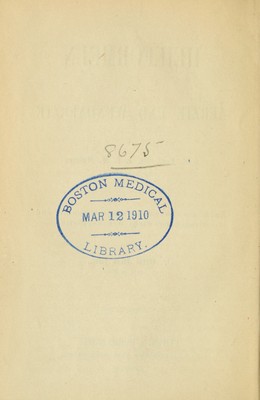 8675
BOSTON MEDICAL
MAR 12 1910
LIBRARY.